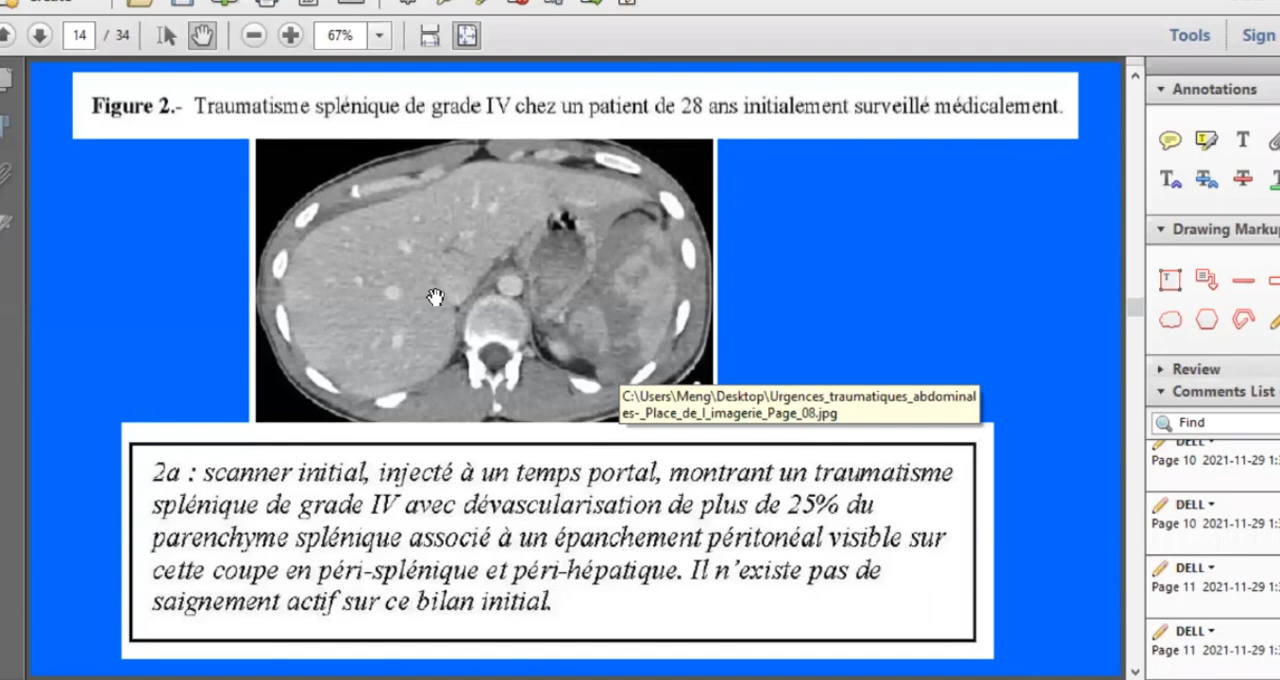 14 / 34
67%
Tools
Sign
Figure 2.- Traumatisme splénique de grade IV chez un patient de 28 ans initialement surveillé médicalement.
C:\Users\Meng\Desktop\Urgences_traumatiques_abdominal
es-_Place_de_l_imagerie_Page_08.jpg
2a : scanner initial, injecté à un temps portal, montrant un traumatisme
splénique de grade IV avec dévascularisation de plus de 25% du
parenchyme splénique associé à un épanchement péritonéal visible sur
cette coupe en péri-splénique et péri-hépatique. Il n'existe pas de
saignement actif sur ce bilan initial.
Annotations
Drawing Marku
Review
Comments List
Find
DELL
Page 10 2021-11-29 1:
DELL
Page 10 2021-11-29 1:
DELL
Page 11 2021-11-29 1:
DELL
Page 11 2021-11-29 1: